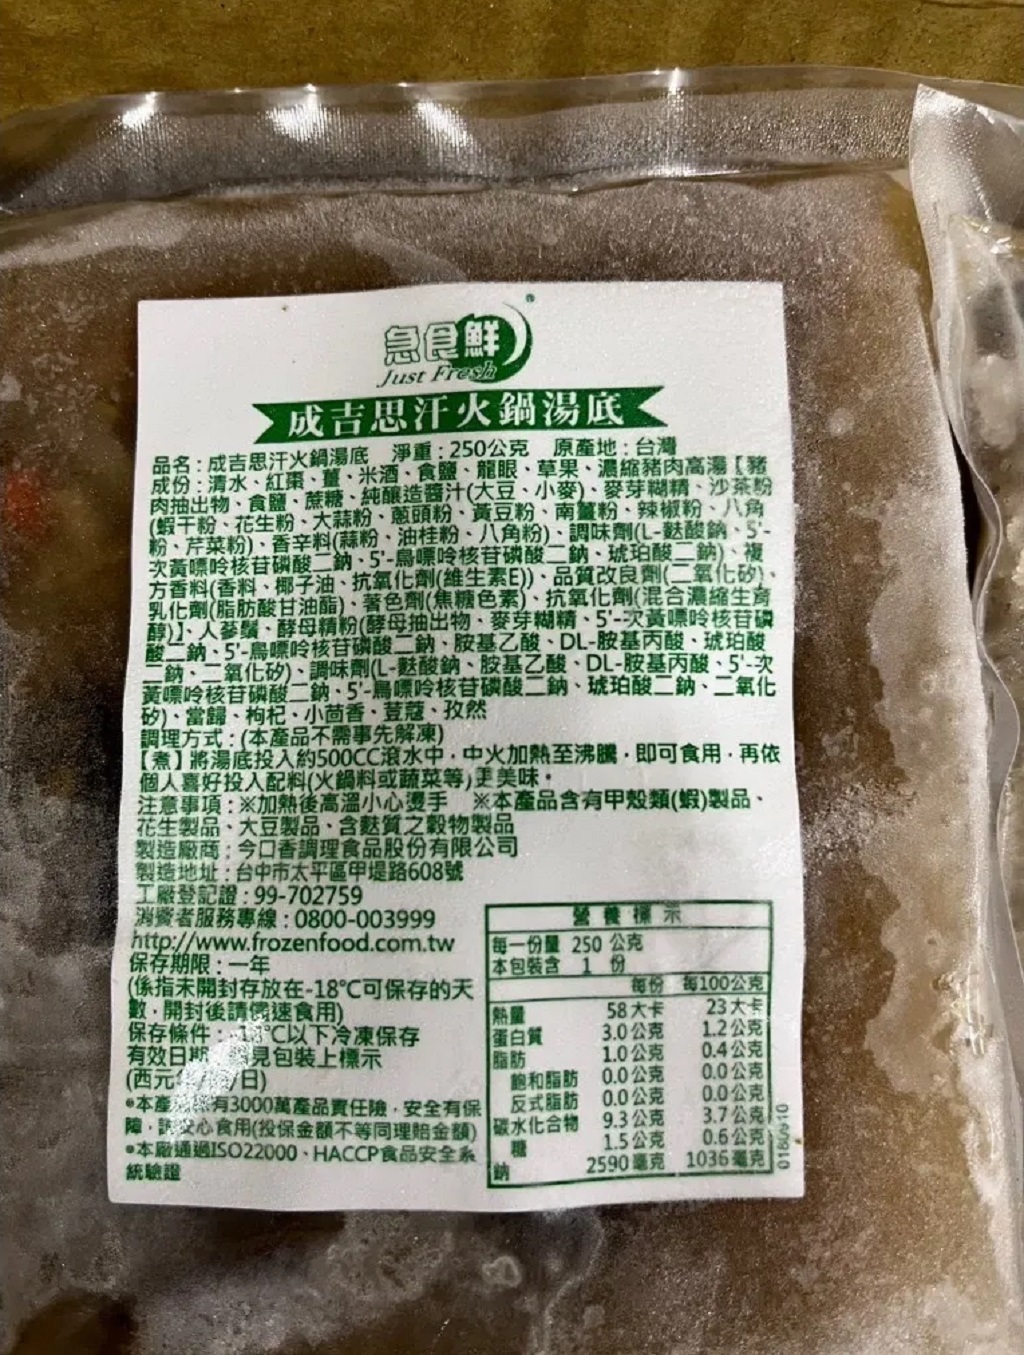 急食鮮®
Just Fresh
成吉思汗火鍋湯底
品名：成吉思汗火鍋湯底 淨重：250公克 原產地：台灣
成份：清水、紅棗、薑、米酒、食鹽、龍眼、草果、濃縮豬肉高湯【豬
肉抽出物、食鹽、蔗糖、純釀造醬汁(大豆、小麥)、麥芽糊精、沙茶粉
(蝦干粉、花生粉、大蒜粉、蔥頭粉、黃豆粉、南薑粉、辣椒粉、八角
粉、芹菜粉)、香辛料(蒜粉、油桂粉、八角粉)、調味劑(L-麩酸鈉、5'-
次黃嘌呤核苷磷酸二鈉、5'-鳥嘌呤核苷磷酸二鈉、琥珀酸二鈉)、複
方香料(香料、椰子油、抗氧化劑(維生素E))、品質改良劑(二氧化矽)、
乳化劑(脂肪酸甘油酯)、著色劑(焦糖色素)、抗氧化劑(混合濃縮生育
醇)】、人蔘鬚、酵母精粉(酵母抽出物、麥芽糊精、5'-次黃嘌呤核苷磷
酸二鈉、5'-鳥嘌呤核苷磷酸二鈉、胺基乙酸、DL-胺基丙酸、琥珀酸
二鈉、二氧化矽)、調味劑(L-麩酸鈉、胺基乙酸、DL-胺基丙酸、5'-次
黃嘌呤核苷磷酸二鈉、5'-鳥嘌呤核苷磷酸二鈉、琥珀酸二鈉、二氧化
矽)、當歸、枸杞、小茴香、荳蔻、孜然
調理方式：(本產品不需事先解凍)
【煮】將湯底投入約500CC滾水中，中火加熱至沸騰，即可食用，再依
個人喜好投入配料(火鍋料或蔬菜等)更美味。
注意事項：※加熱後高溫小心燙手 ※本產品含有甲殼類(蝦)製品、
花生製品、大豆製品、含麩質之穀物製品
製造廠商：今口香調理食品股份有限公司
製造地址：台中市太平區甲堤路608號
工廠登記證：99-702759
消費者服務專線：0800-003999
http://www.frozenfood.com.tw
保存期限：一年
(係指未開封存放在-18℃可保存的天
數，開封後請儘速食用)
保存條件：-18℃以下冷凍保存
有效日期：見包裝上標示
(西元年/月/日)
●本產品有3000萬產品責任險，安全有保
障，請安心食用(投保金額不等同理賠金額)
●本廠通過ISO22000、HACCP食品安全系
統驗證
營養標示
每一份量 250 公克
本包裝含 1 份
每份 每100公克
熱量 58大卡 23大卡
蛋白質 3.0公克 1.2公克
脂肪 1.0公克 0.4公克
飽和脂肪 0.0公克 0.0公克
反式脂肪 0.0公克 0.0公克
碳水化合物 9.3公克 3.7公克
糖 1.5公克 0.6公克
鈉 2590毫克 1036毫克